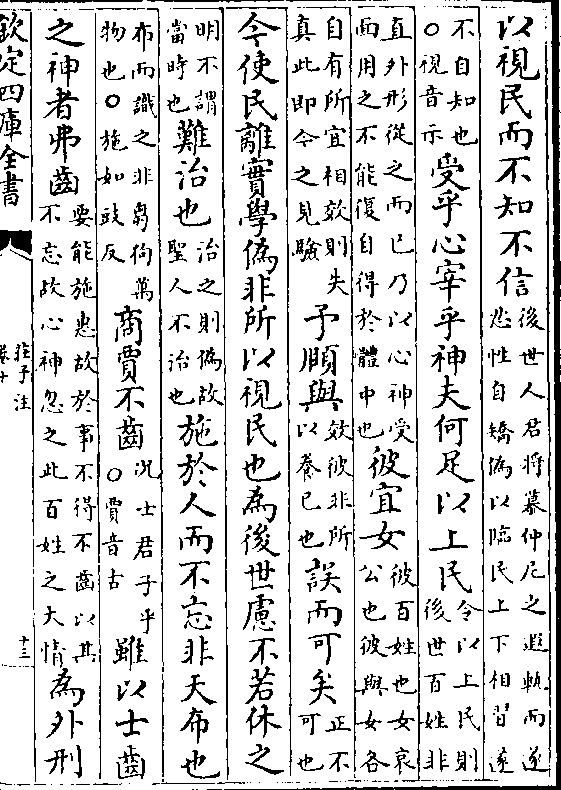 以視民而不知不信後世人君將慕仲尼之遐軌而遂忍性自矯偽以臨民上下相習遂
不自知也○視音示受乎心宰乎神夫何足以上民今以上民則後世百姓非
直外形從之而已乃以心神受而用之不能復自得於體中也彼宜女彼百姓也女哀公也彼與女各
自有所宜相效則失真此即今之見驗予頤與效彼非所以養已也誤而可矣正不可也
今使民離實學偽非所以視民也為後世慮不若休之
明不謂當時也難治也治之則偽故聖人不治也施於人而不忘非天布也
布而識之非芻狗萬物也○施如豉反商賈不齒況士君子乎○賈音古雖以士齒
之神者弗齒要能施惠故於事不得不齒以其不忘故心神忽之此百姓之大情為外刑
欽定四庫全書
莊子注
卷十
十三